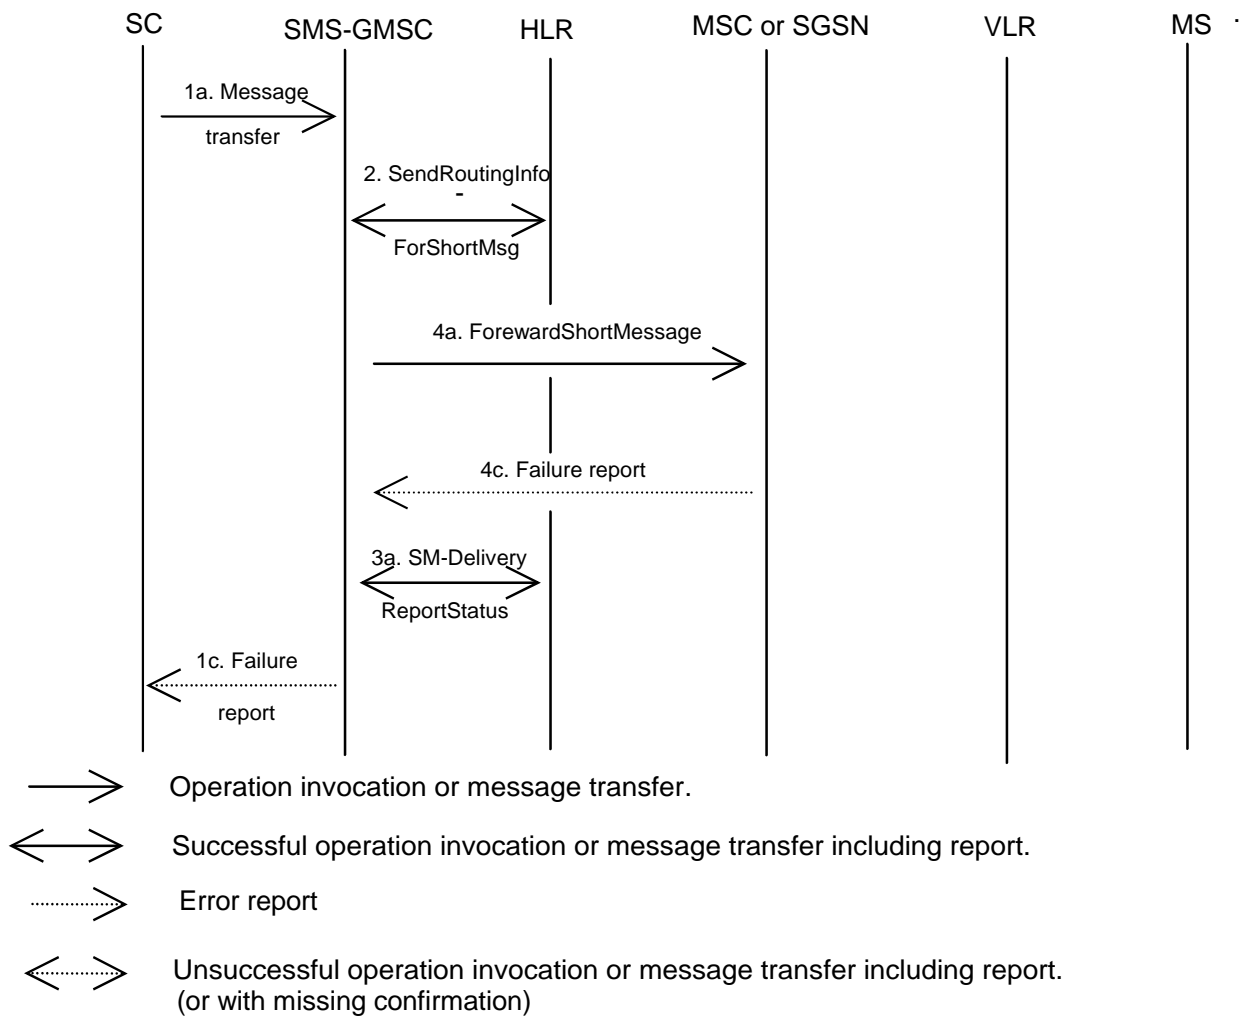 SC SMS-GMSC HLR MSC or SGSN VLR MS .
1a. Message
transfer
2. SendRoutingInfo
-
ForShortMsg
4a. ForewardShortMessage
4c. Failure report
3a. SM-Delivery
ReportStatus
1c. Failure
report
Operation invocation or message transfer.
Successful operation invocation or message transfer including report.
Error report
Unsuccessful operation invocation or message transfer including report.
(or with missing confirmation)